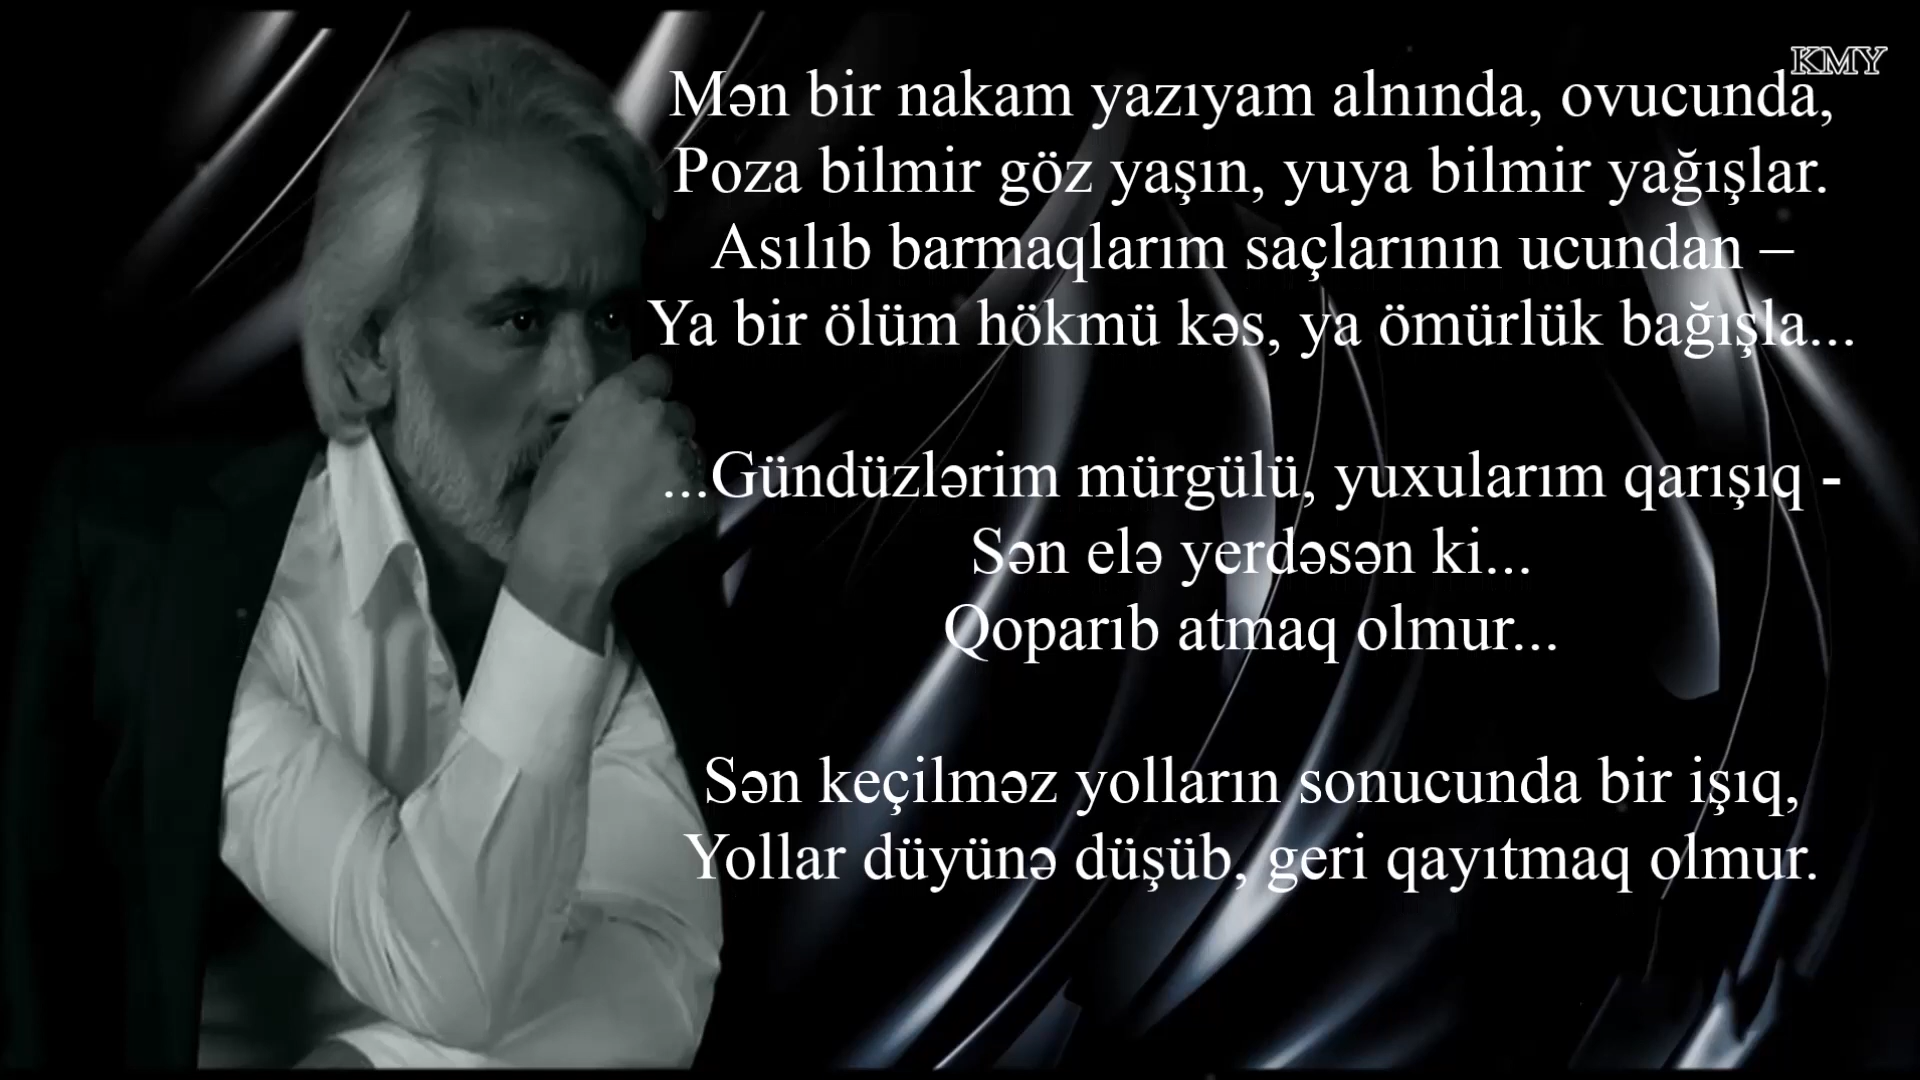 KMY
Mən bir nakam yazıyam alnında, ovucunda,
Poza bilmir göz yaşın, yuya bilmir yağışlar.
Asılıb barmaqlarım saçlarının ucundan –
Ya bir ölüm hökmü kəs, ya ömürlük bağışla...
...Gündüzlərim mürgülü, yuxularım qarışıq -
Sən elə yerdəsən ki...
Qoparıb atmaq olmur...
Sən keçilməz yolların sonucunda bir işıq,
Yollar düyünə düşüb, geri qayıtmaq olmur.